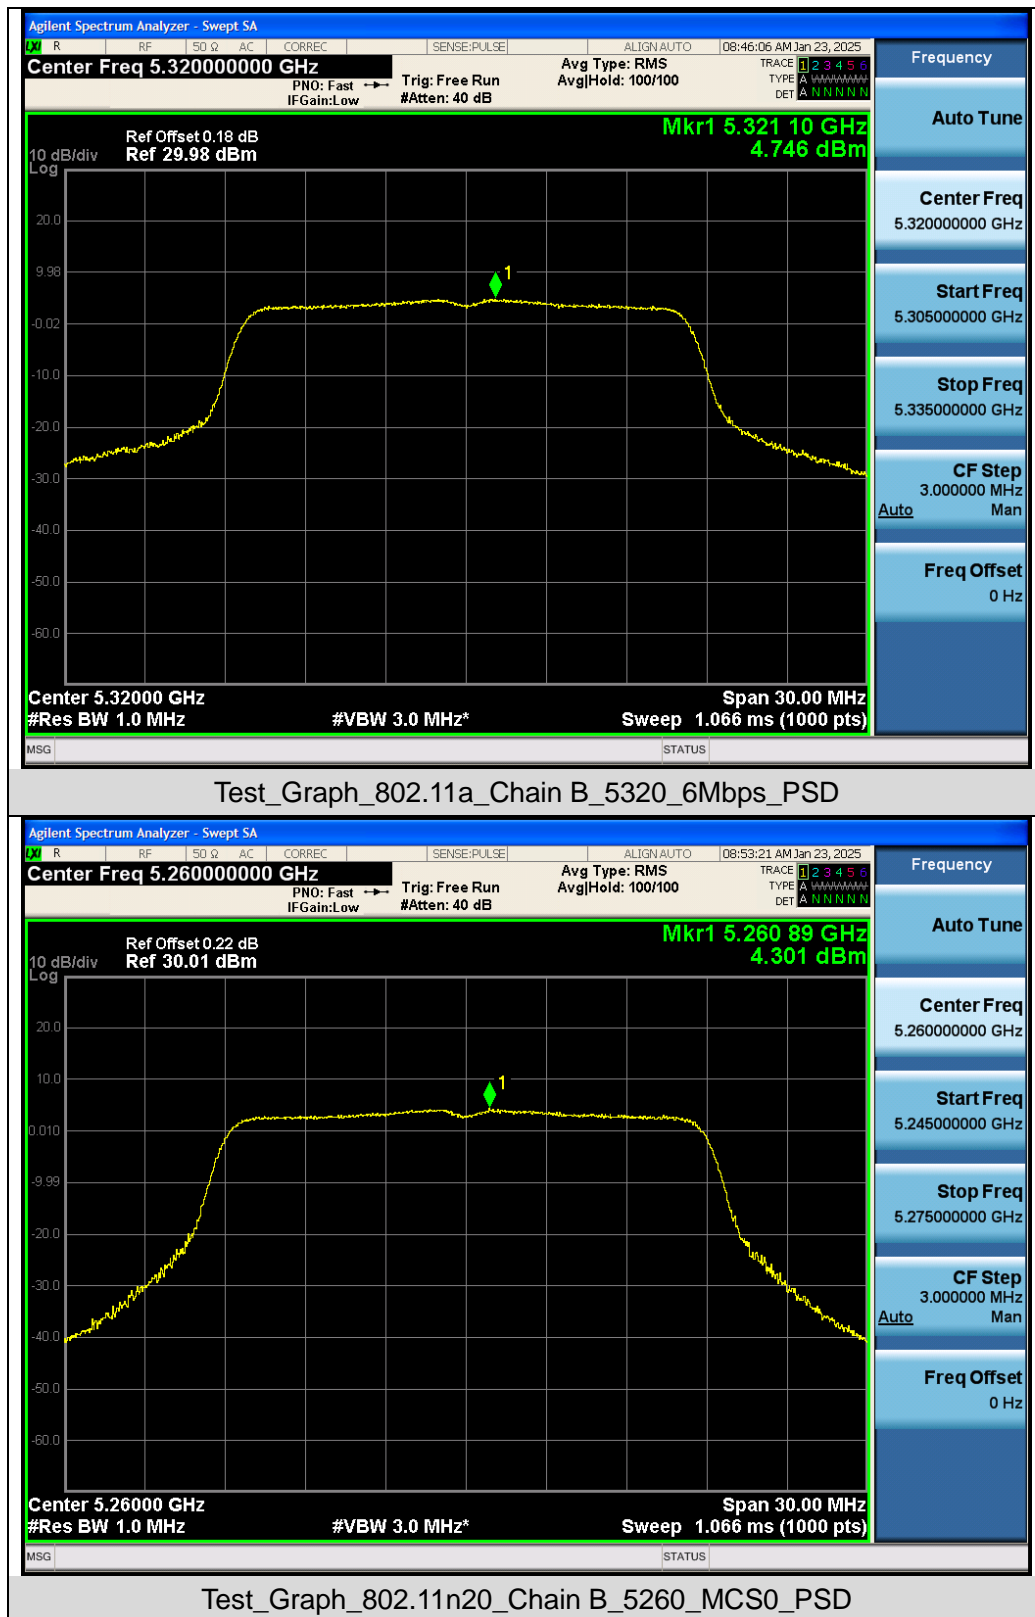 Agilent Spectrum Analyzer - Swept SA
LXI R RF 50 Ω AC CORREC SENSE:PULSE ALIGN AUTO 08:46:06 AM Jan 23, 2025
Center Freq 5.320000000 GHz
PNO: Fast
IFGain:Low
Trig: Free Run
#Atten: 40 dB
Avg Type: RMS
Avg|Hold: 100/100
TRACE 1 2 3 4 5 6
TYPE A WWWWW
DET A N N N N N
Frequency
Auto Tune
Center Freq
5.320000000 GHz
Start Freq
5.305000000 GHz
Stop Freq
5.335000000 GHz
CF Step
3.000000 MHz
Auto Man
Freq Offset
0 Hz
Mkr1 5.321 10 GHz
4.746 dBm
Ref Offset 0.18 dB
10 dB/div Ref 29.98 dBm
Log
20.0
9.98
1
-0.02
-10.0
-20.0
-30.0
-40.0
-50.0
-60.0
Center 5.32000 GHz Span 30.00 MHz
#Res BW 1.0 MHz #VBW 3.0 MHz* Sweep 1.066 ms (1000 pts)
MSG STATUS
Test_Graph_802.11a_Chain B_5320_6Mbps_PSD
Agilent Spectrum Analyzer - Swept SA
LXI R RF 50 Ω AC CORREC SENSE:PULSE ALIGN AUTO 08:53:21 AM Jan 23, 2025
Center Freq 5.260000000 GHz
PNO: Fast
IFGain:Low
Trig: Free Run
#Atten: 40 dB
Avg Type: RMS
Avg|Hold: 100/100
TRACE 1 2 3 4 5 6
TYPE A WWWWW
DET A N N N N N
Frequency
Auto Tune
Center Freq
5.260000000 GHz
Start Freq
5.245000000 GHz
Stop Freq
5.275000000 GHz
CF Step
3.000000 MHz
Auto Man
Freq Offset
0 Hz
Mkr1 5.260 89 GHz
4.301 dBm
Ref Offset 0.22 dB
10 dB/div Ref 30.01 dBm
Log
20.0
10.0
1
0.010
-9.99
-20.0
-30.0
-40.0
-50.0
-60.0
Center 5.26000 GHz Span 30.00 MHz
#Res BW 1.0 MHz #VBW 3.0 MHz* Sweep 1.066 ms (1000 pts)
MSG STATUS
Test_Graph_802.11n20_Chain B_5260_MCS0_PSD